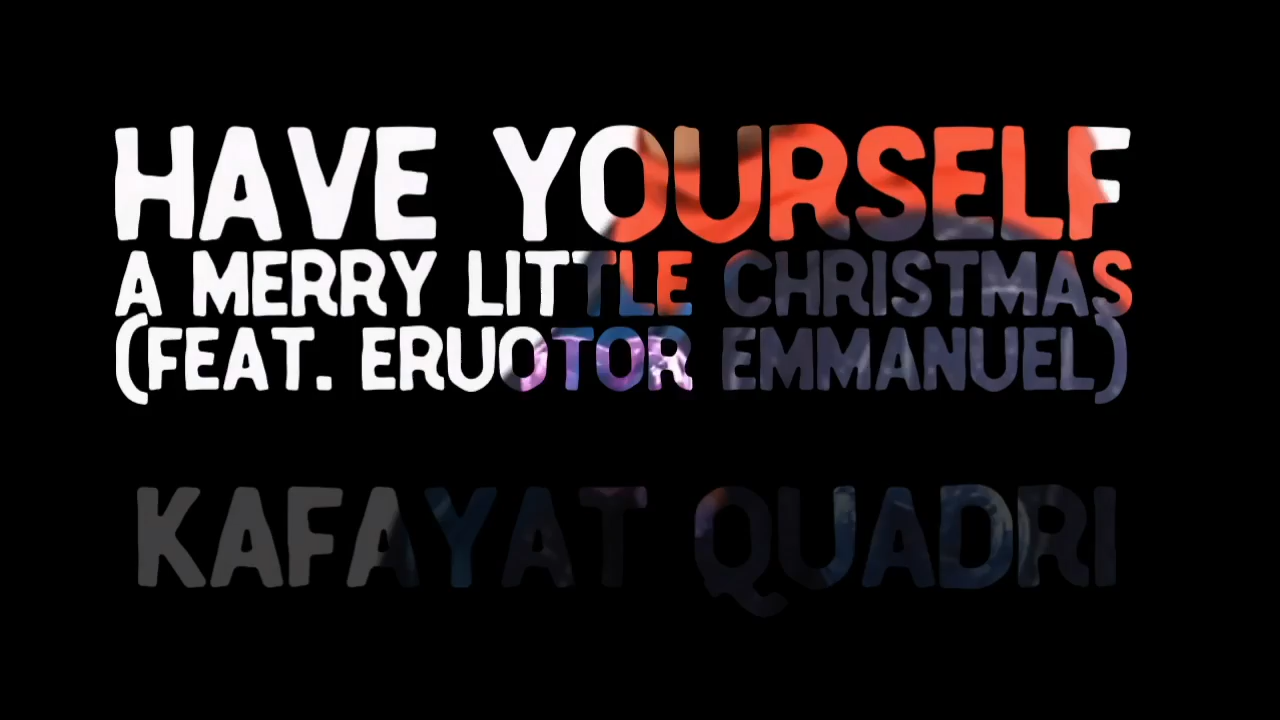 HAVE YOURSELF
A MERRY LITTLE CHRISTMAS
(FEAT. ERUOTOR EMMANUEL)
KAFAYAT QUADRI